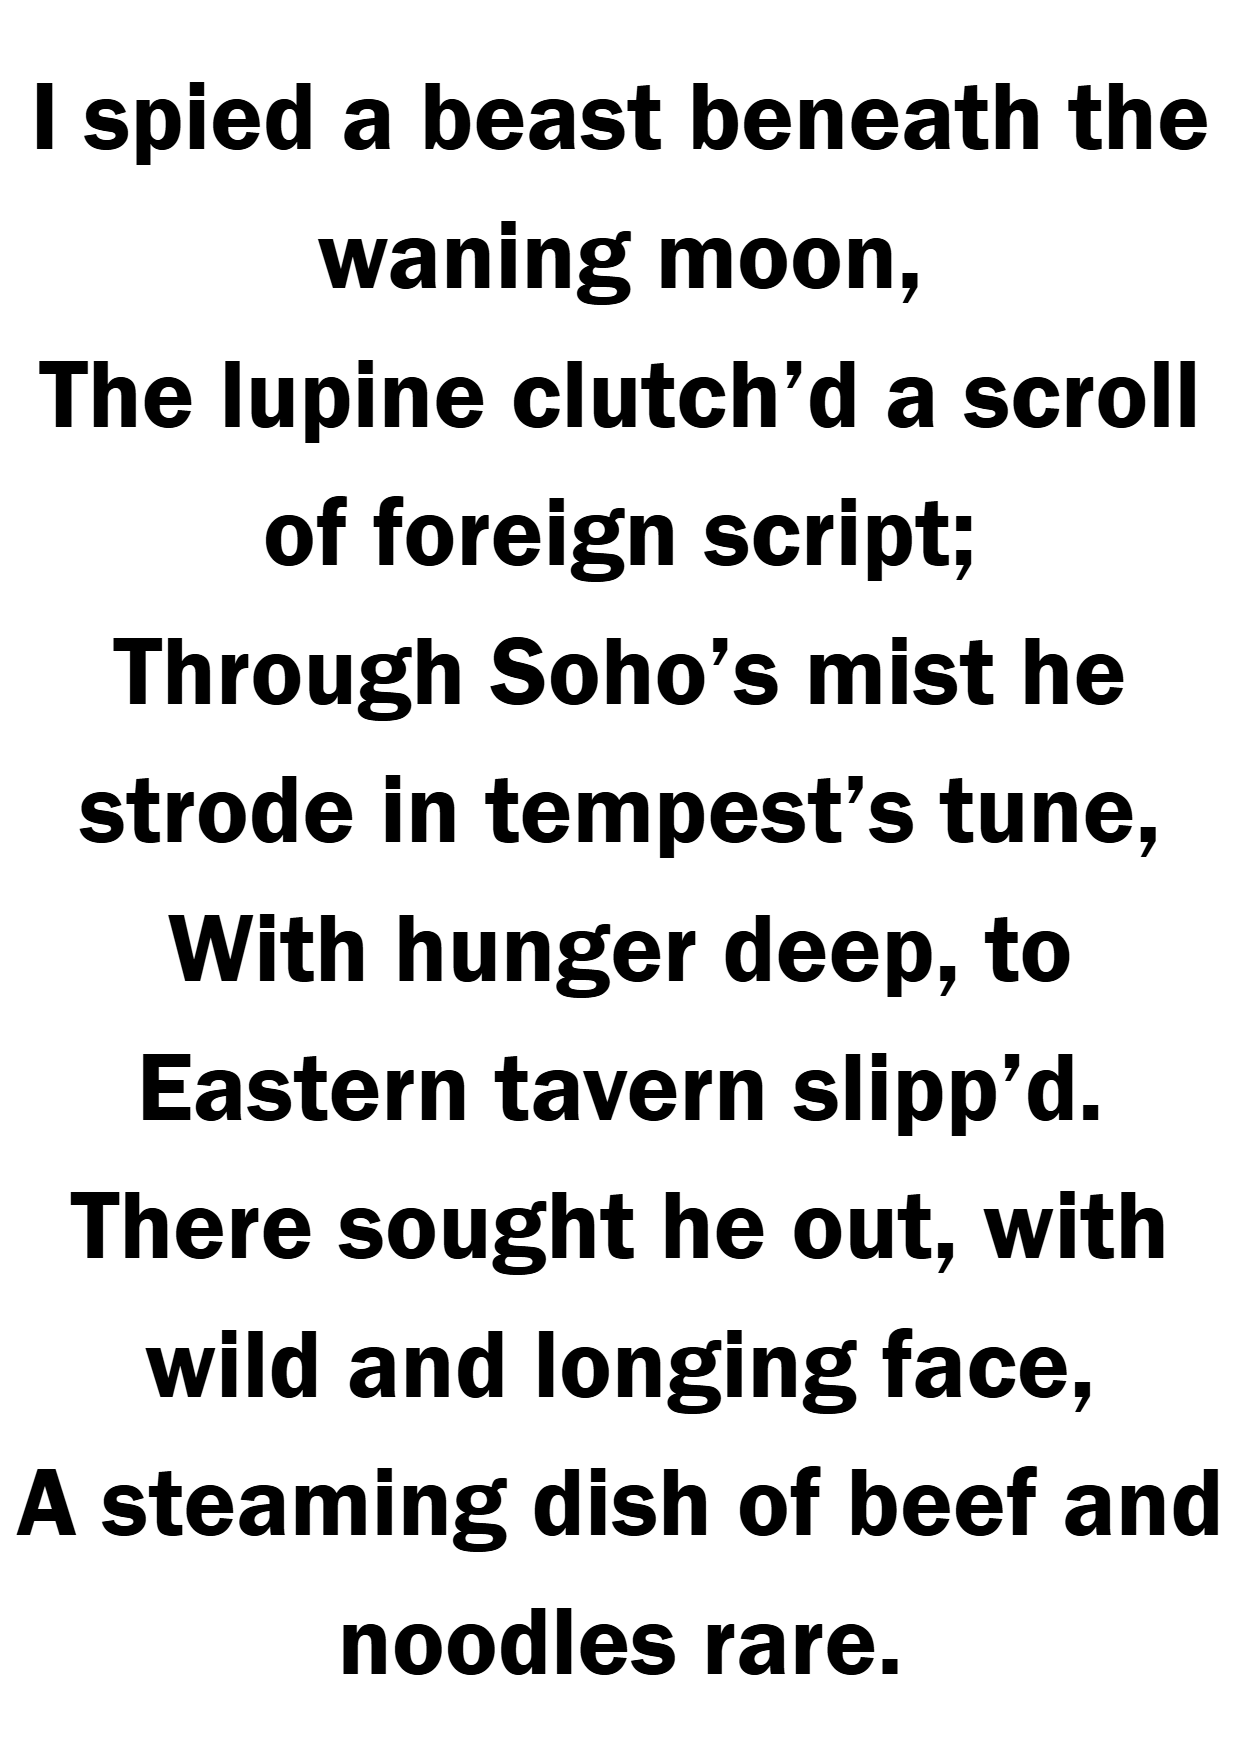 I spied a beast beneath the
waning moon,
The lupine clutch’d a scroll
of foreign script;
Through Soho’s mist he
strode in tempest’s tune,
With hunger deep, to
Eastern tavern slipp’d.
There sought he out, with
wild and longing face,
A steaming dish of beef and
noodles rare.